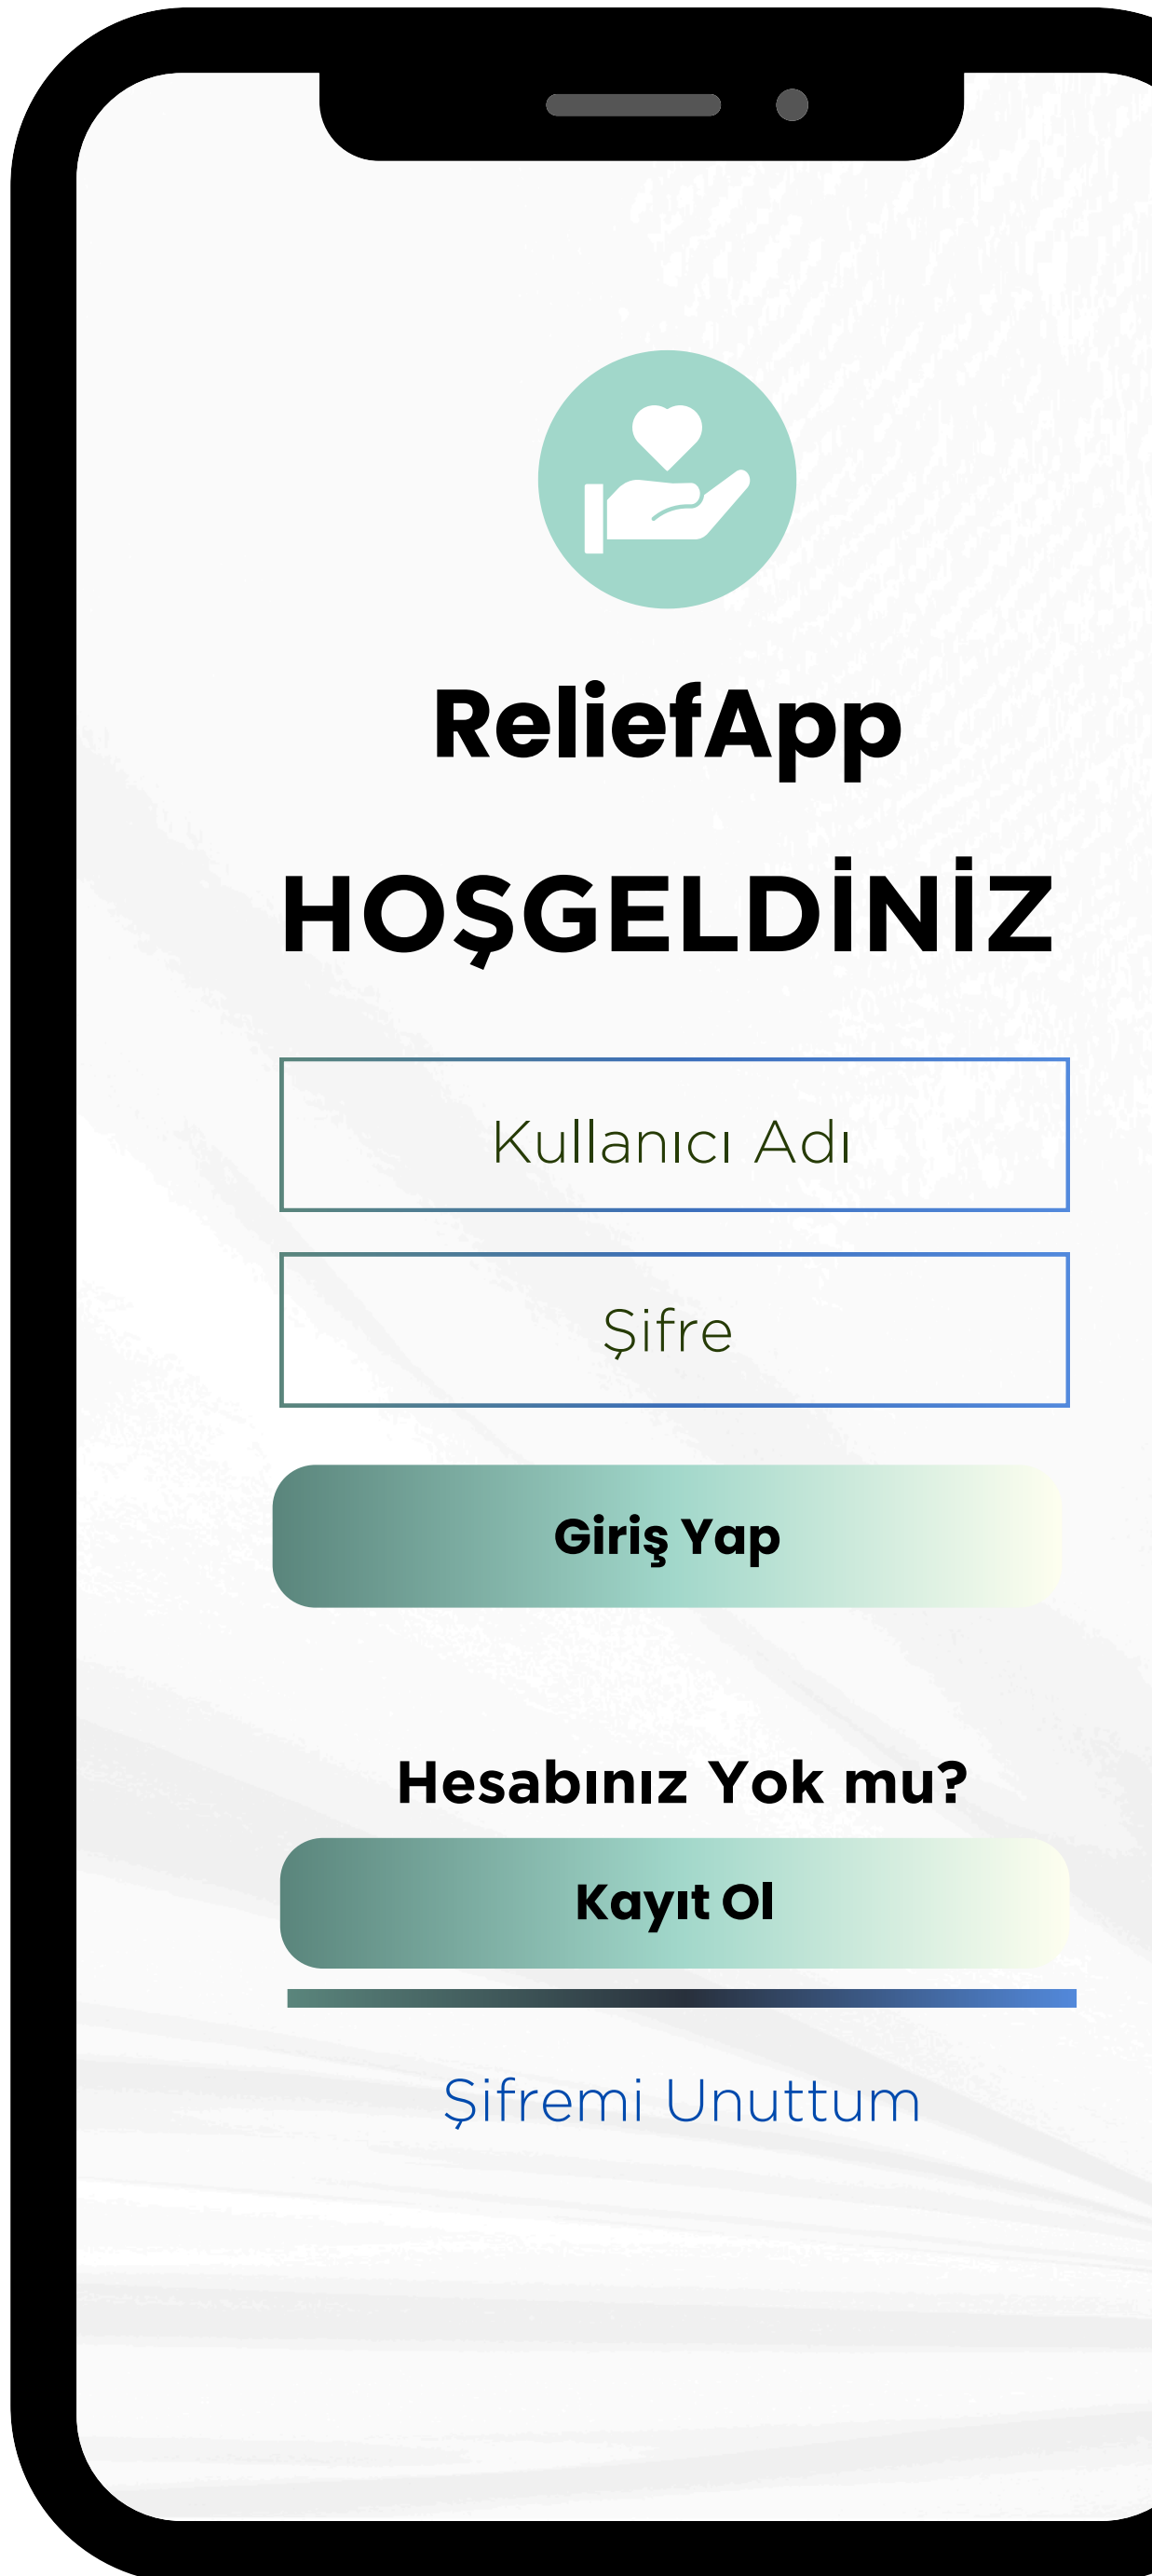 ReliefApp
HOŞGELDİNİZ
Kullanıcı Adı
Şifre
Giriş Yap
Hesabınız Yok mu?
Kayıt Ol
Şifremi Unuttum